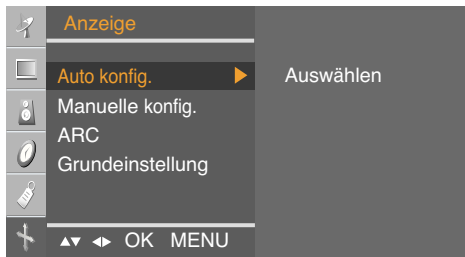 Anzeige
Auto konfig. ▶ Auswählen
Manuelle konfig.
ARC
Grundeinstellung
▲▼ ◀▶ OK MENU